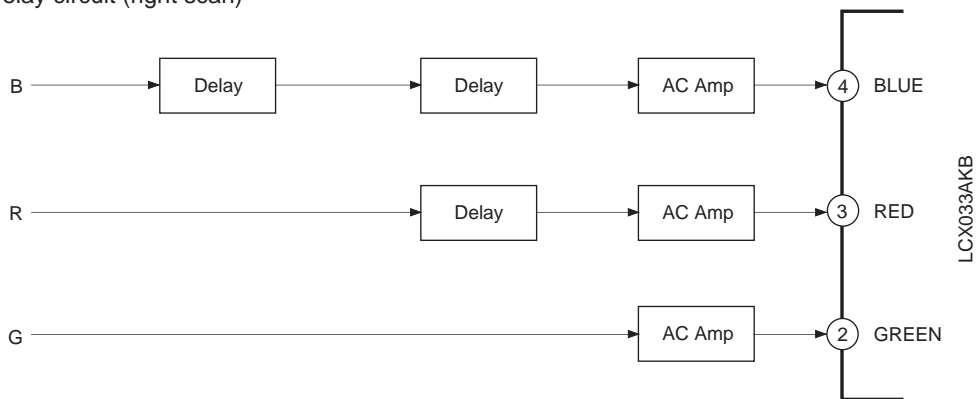 circuit (right scan)
B Delay Delay AC Amp 4 BLUE
R Delay AC Amp 3 RED
G AC Amp 2 GREEN
LCX033AKB